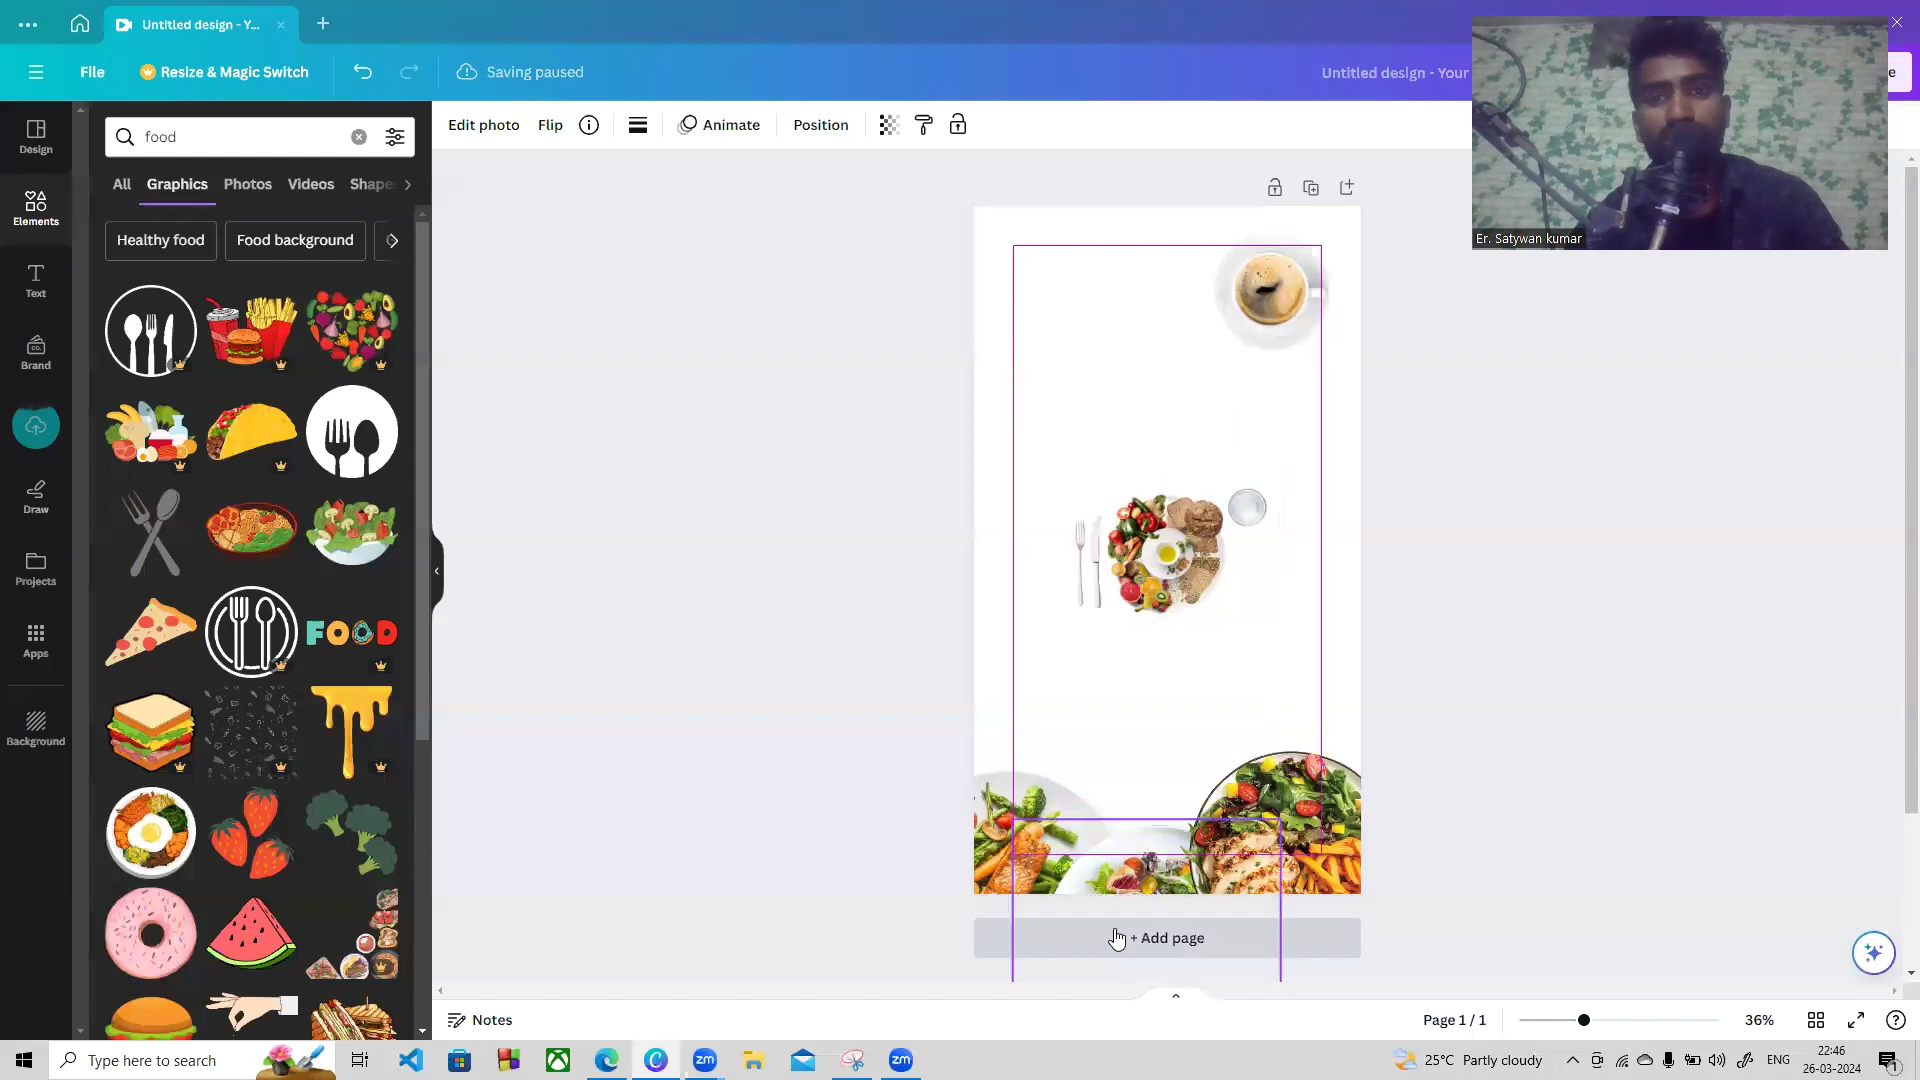 Untitled design - Y...
File
Resize & Magic Switch
Saving paused
Untitled design - Your
e
Design
Elements
Text
Brand
Draw
Projects
Apps
Background
food
All
Graphics
Photos
Videos
Shape
Healthy food
Food background
FOOD
Edit photo
Flip
Animate
Position
Er. Satywan kumar
+ Add page
Notes
Page 1 / 1
36%
Type here to search
zm
zm
25°C Partly cloudy
ENG
22:46
26-03-2024
1